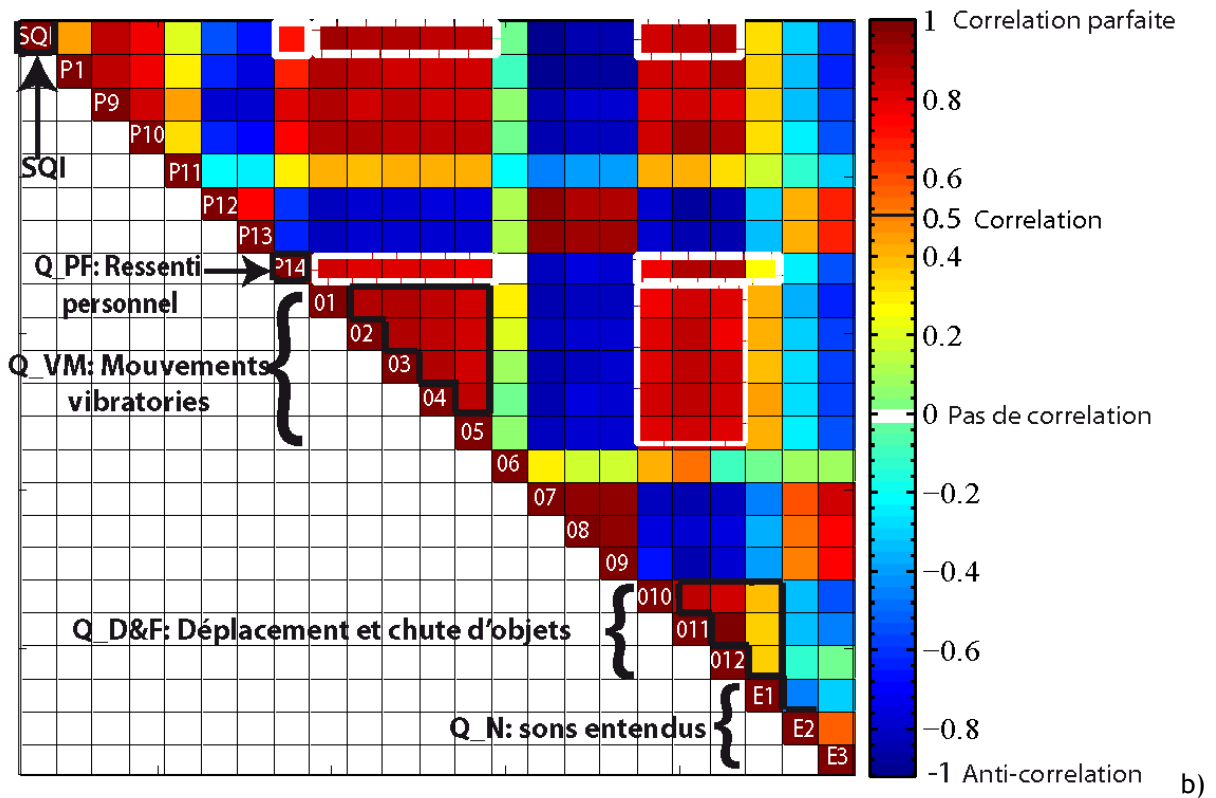 SQI
P1
P9
P10
P11
P12
P13
P14
01
02
03
04
05
06
07
08
09
010
011
012
E1
E2
E3
SQI
Q_PF: Ressenti
personnel
Q_VM: Mouvements
vibratories
Q_D&F: Déplacement et chute d'objets
Q_N: sons entendus
1 Correlation parfaite
0.8
0.6
0.5 Correlation
0.4
0.2
0 Pas de correlation
−0.2
−0.4
−0.6
−0.8
-1 Anti-correlation
b)